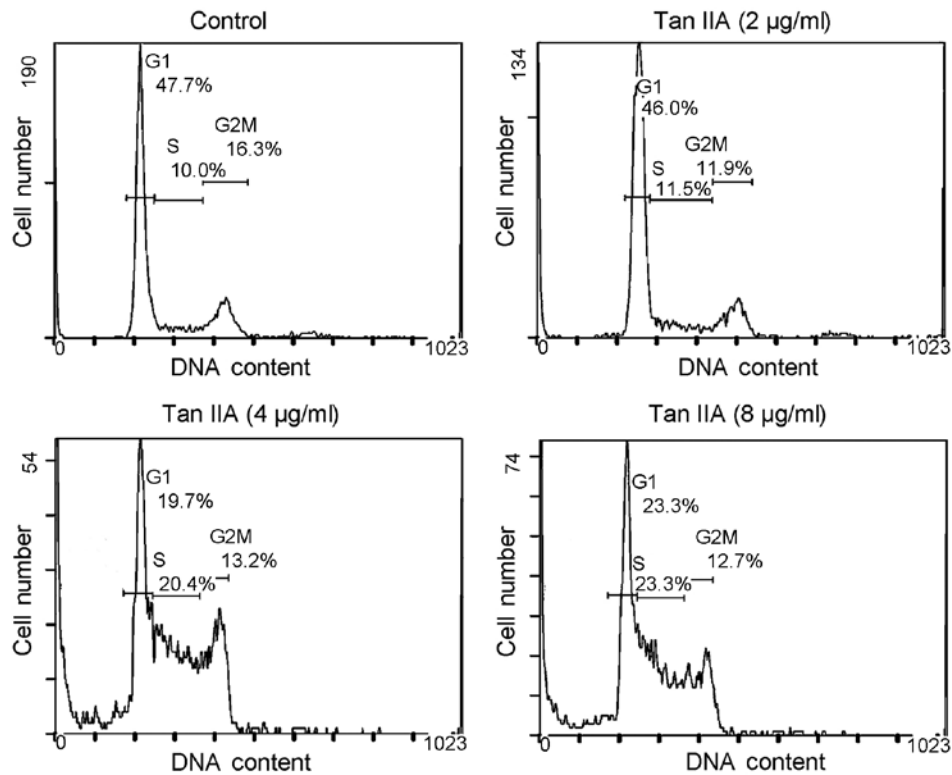 Control
190
Cell number
G1
47.7%
S
10.0%
G2M
16.3%
0
1023
DNA content
Tan IIA (2 µg/ml)
134
Cell number
G1
46.0%
S
11.5%
G2M
11.9%
0
1023
DNA content
Tan IIA (4 µg/ml)
54
Cell number
G1
19.7%
S
20.4%
G2M
13.2%
0
1023
DNA content
Tan IIA (8 µg/ml)
74
Cell number
G1
23.3%
S
23.3%
G2M
12.7%
0
1023
DNA content